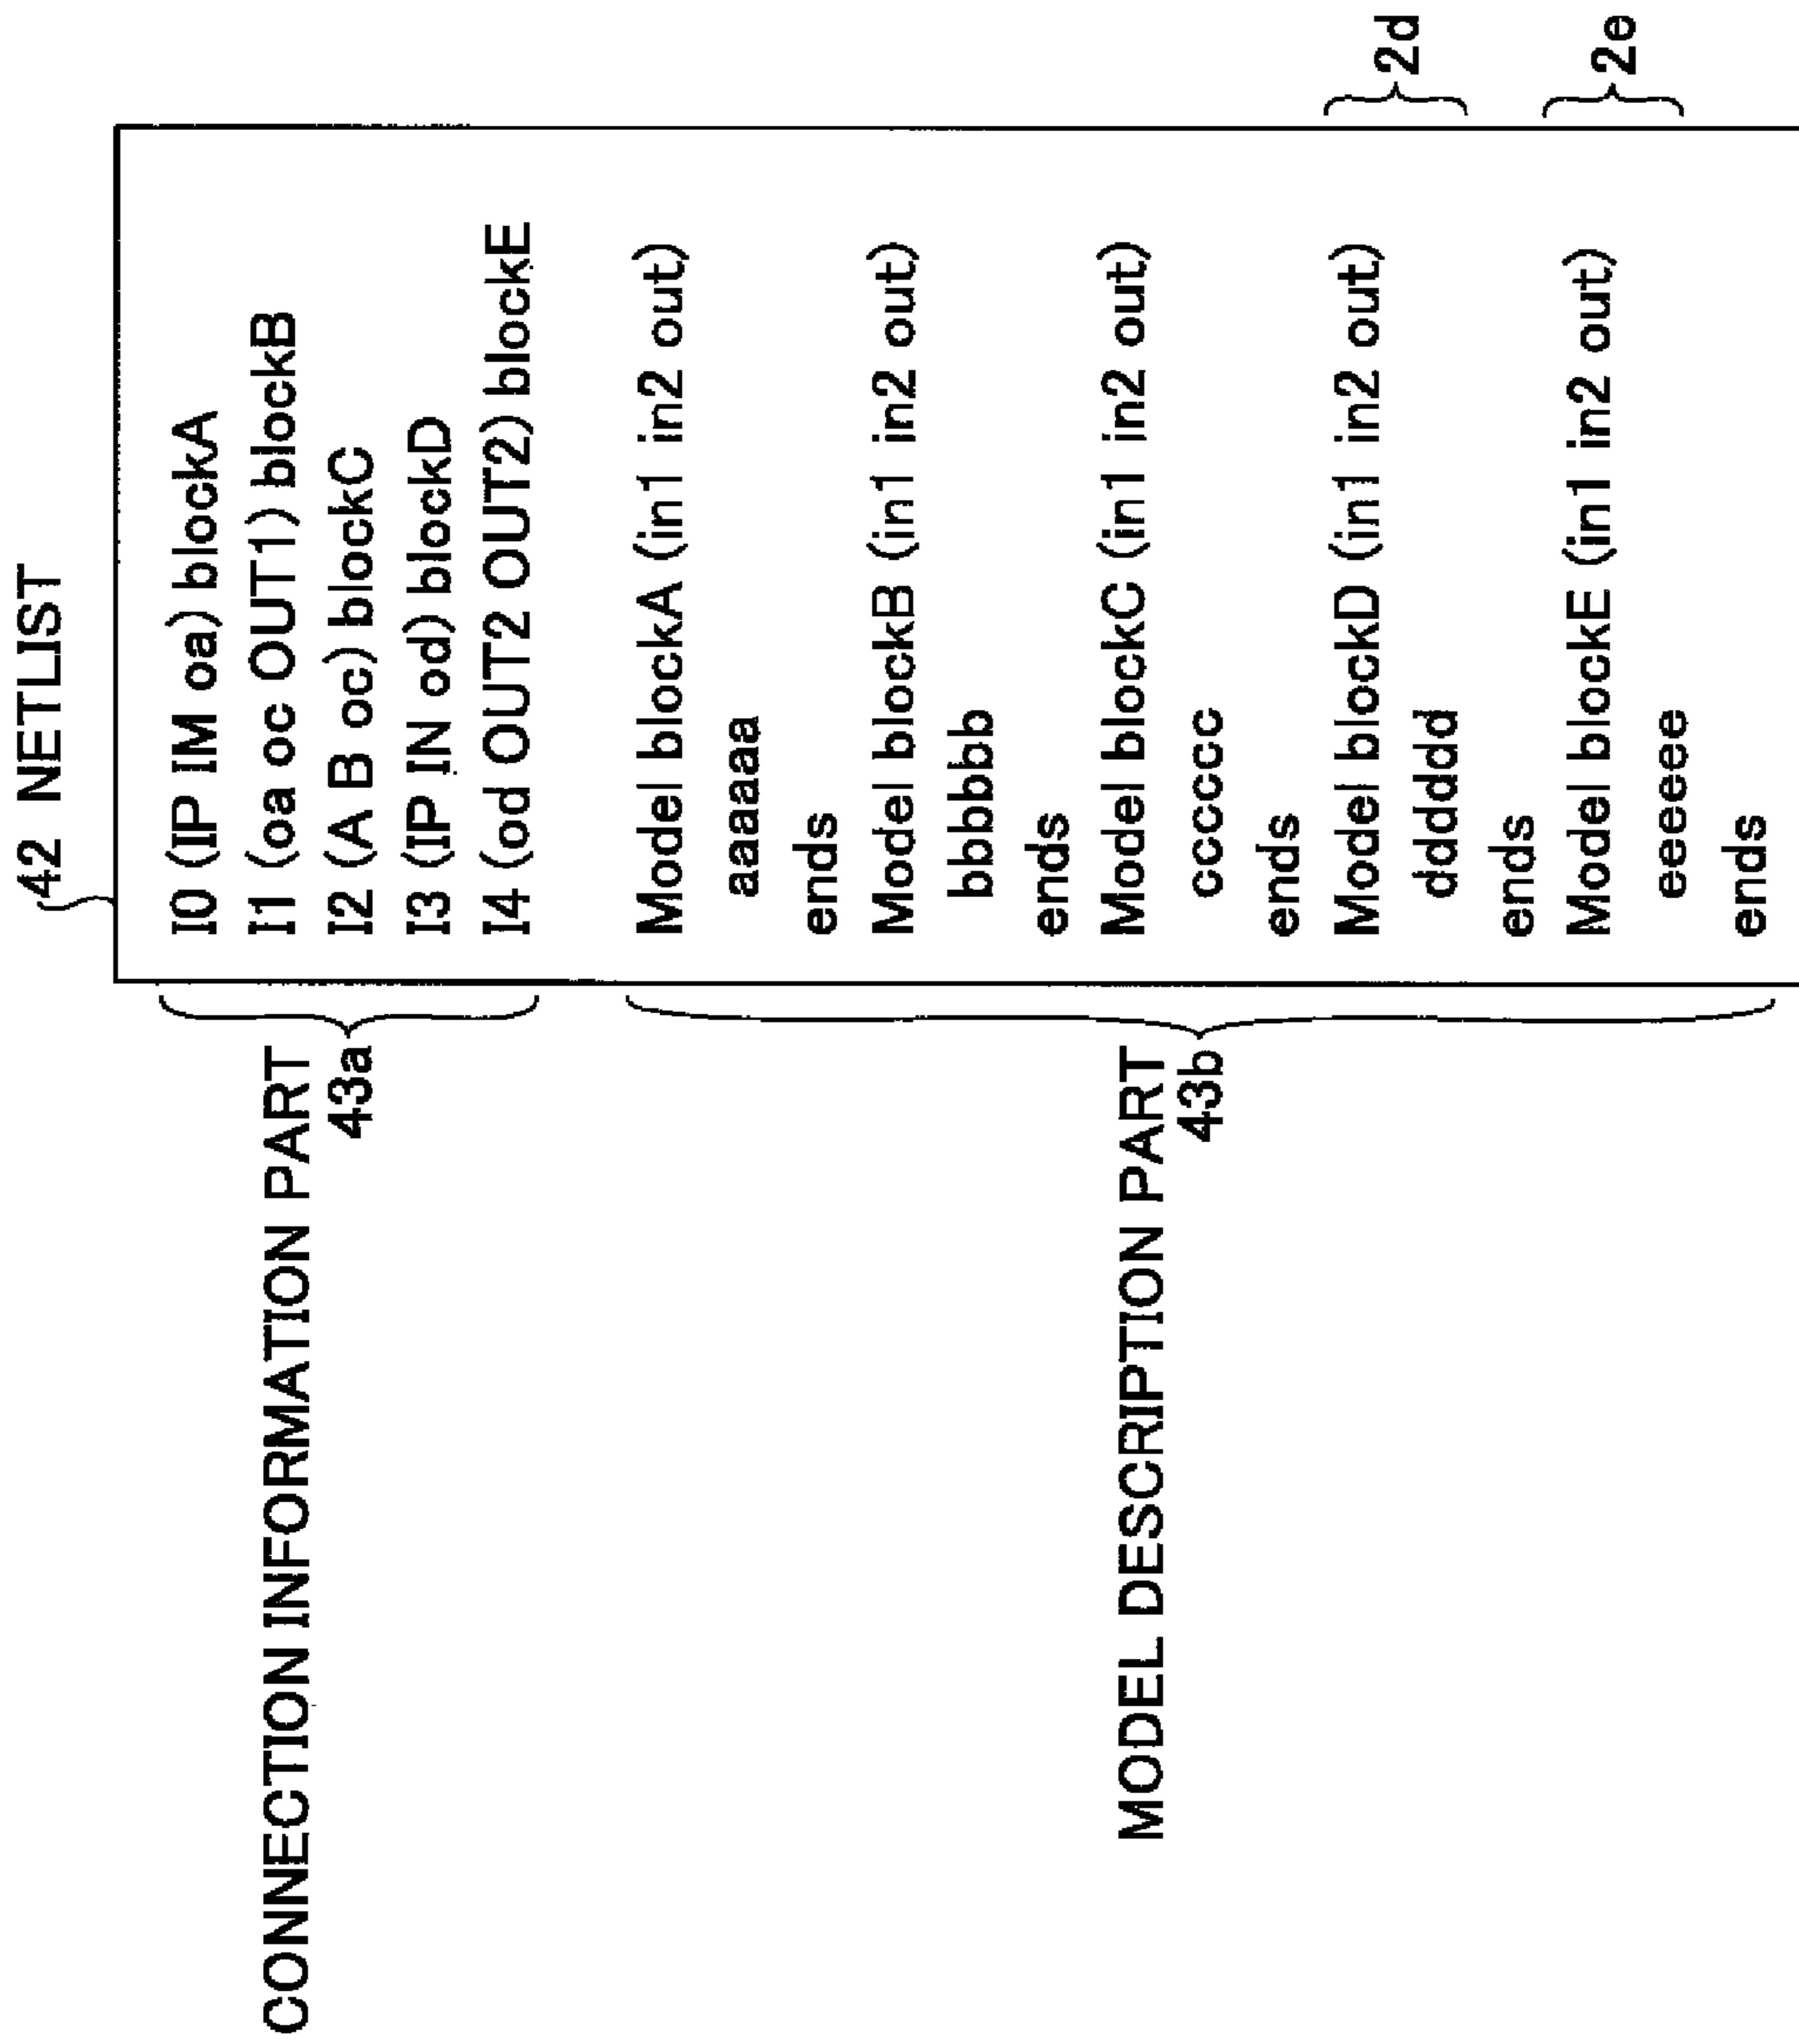 42 NETLIST
I0 (IP IM oa) blockA
I1 (oa oc OUT1) blockB
I2 (A B oc) blockC
I3 (IP IN od) blockD
I4 (od OUT2 OUT2) blockE
CONNECTION INFORMATION PART
43a
Model blockA (in1 in2 out)
aaaaaa
ends
Model blockB (in1 in2 out)
bbbbbb
ends
Model blockC (in1 in2 out)
cccccc
ends
Model blockD (in1 in2 out)
dddddd
ends
Model blockE (in1 in2 out)
eeeeee
ends
MODEL DESCRIPTION PART
43b
2d
2e